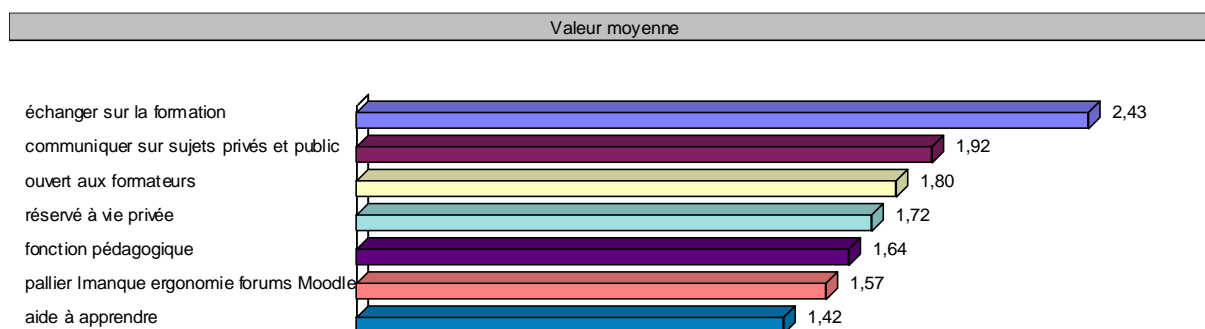 Valeur moyenne
échanger sur la formation 2,43
communiquer sur sujets privés et public 1,92
ouvert aux formateurs 1,80
réservé à vie privée 1,72
fonction pédagogique 1,64
pallier lmanque ergonomie forums Moodle 1,57
aide à apprendre 1,42